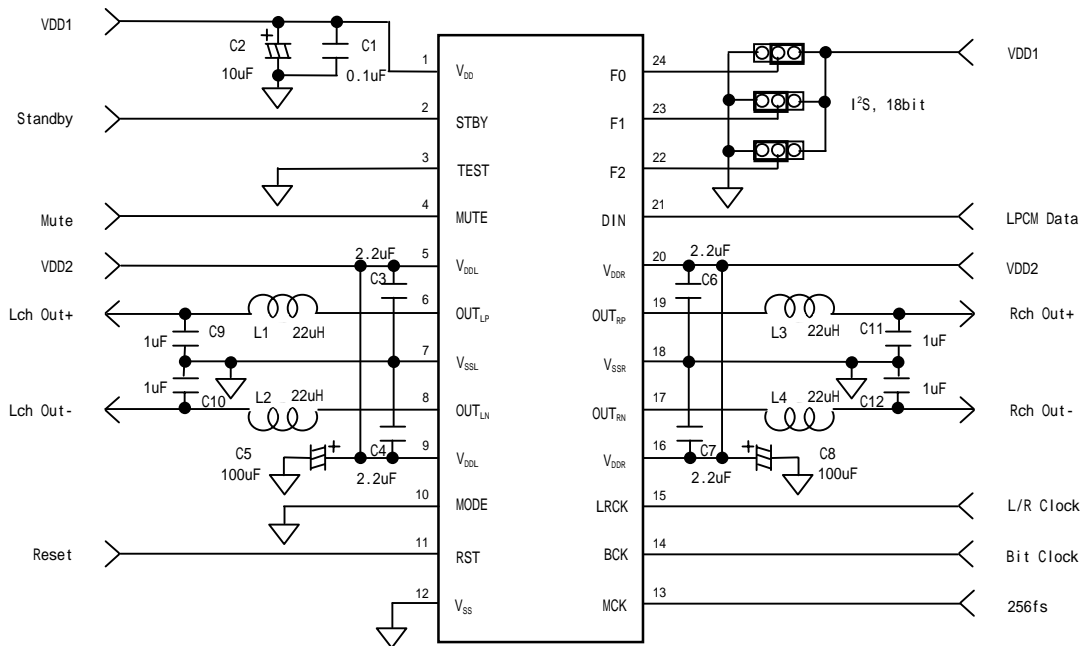 VDD1
C2
10uF
C1
0.1uF
1
VDD
24
F0
VDD1
Standby
2
STBY
23
F1
I²S, 18bit
3
TEST
22
F2
Mute
4
MUTE
21
DIN
LPCM Data
VDD2
2.2uF
C3
5
VDDL
20
VDDR
2.2uF
C6
VDD2
Lch Out+
C9
1uF
L1
22uH
6
OUTLP
19
OUTRP
L3
22uH
C11
1uF
Rch Out+
7
VSSL
18
VSSR
1uF
C10
L2
22uH
8
OUTLN
17
OUTRN
L4
22uH
C12
1uF
Lch Out-
Rch Out-
C5
100uF
C4
2.2uF
9
VDDL
16
VDDR
C7
2.2uF
C8
100uF
10
MODE
15
LRCK
L/R Clock
Reset
11
RST
14
BCK
Bit Clock
12
VSS
13
MCK
256fs